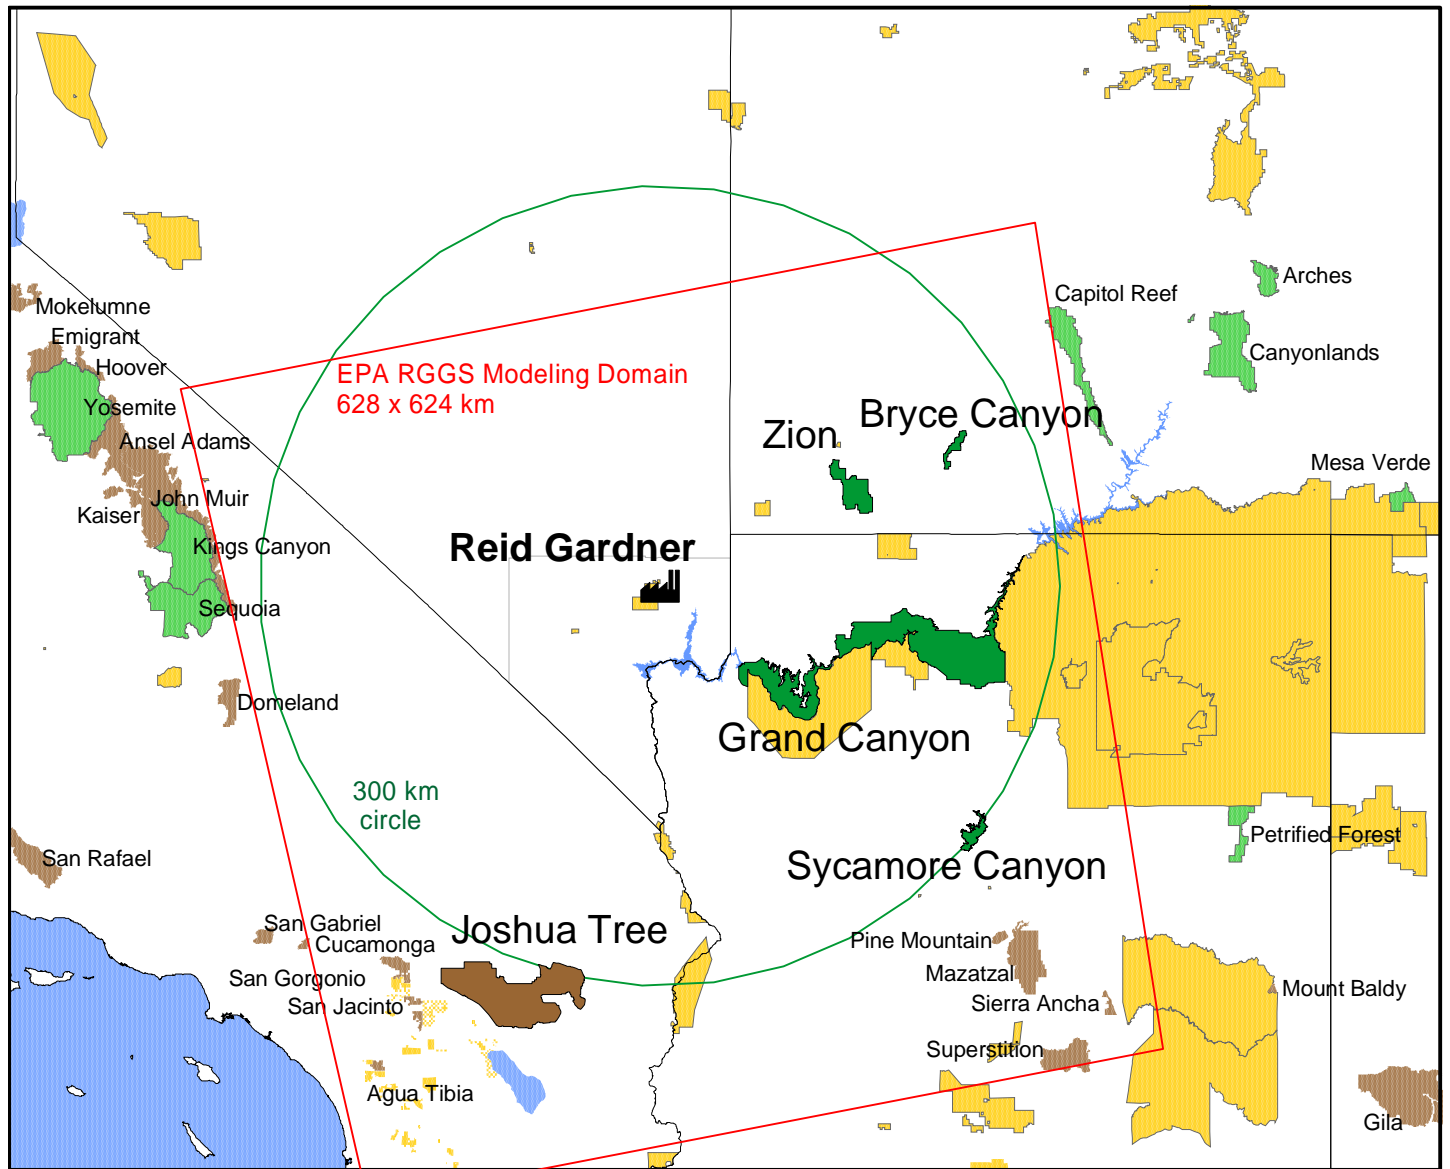 Arches
Capitol Reef
Mokelumne
Emigrant
Canyonlands
Hoover
EPA RGGS Modeling Domain
628 x 624 km
Yosemite
Bryce Canyon
Zion
Ansel Adams
Mesa Verde
John Muir
Kaiser
Kings Canyon
Reid Gardner
Sequoia
Domeland
Grand Canyon
300 km
circle
Petrified Forest
San Rafael
Sycamore Canyon
San Gabriel
Joshua Tree
Cucamonga
Pine Mountain
San Gorgonio
Mazatzal
Mount Baldy
San Jacinto
Sierra Ancha
Superstition
Agua Tibia
Gila